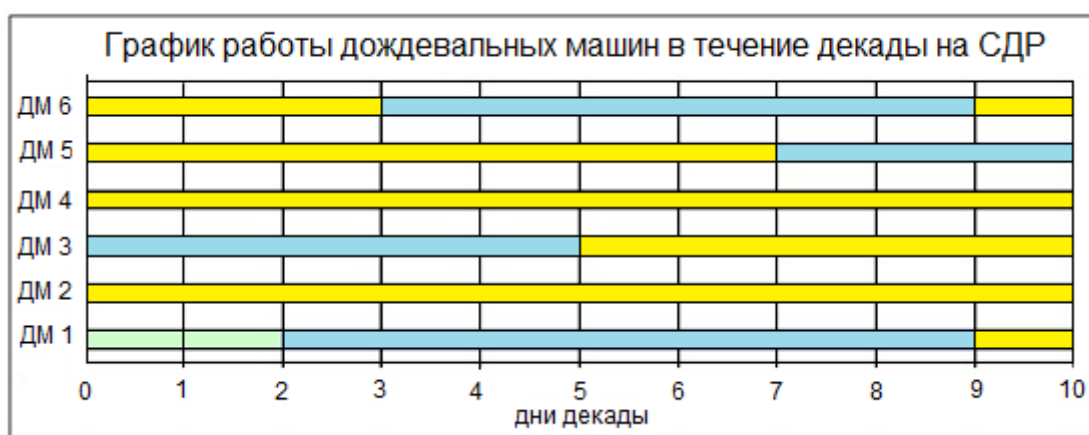 График работы дождевальных машин в течение декады на СДР
ДМ 6
ДМ 5
ДМ 4
ДМ 3
ДМ 2
ДМ 1
0 1 2 3 4 5 6 7 8 9 10
дни декады